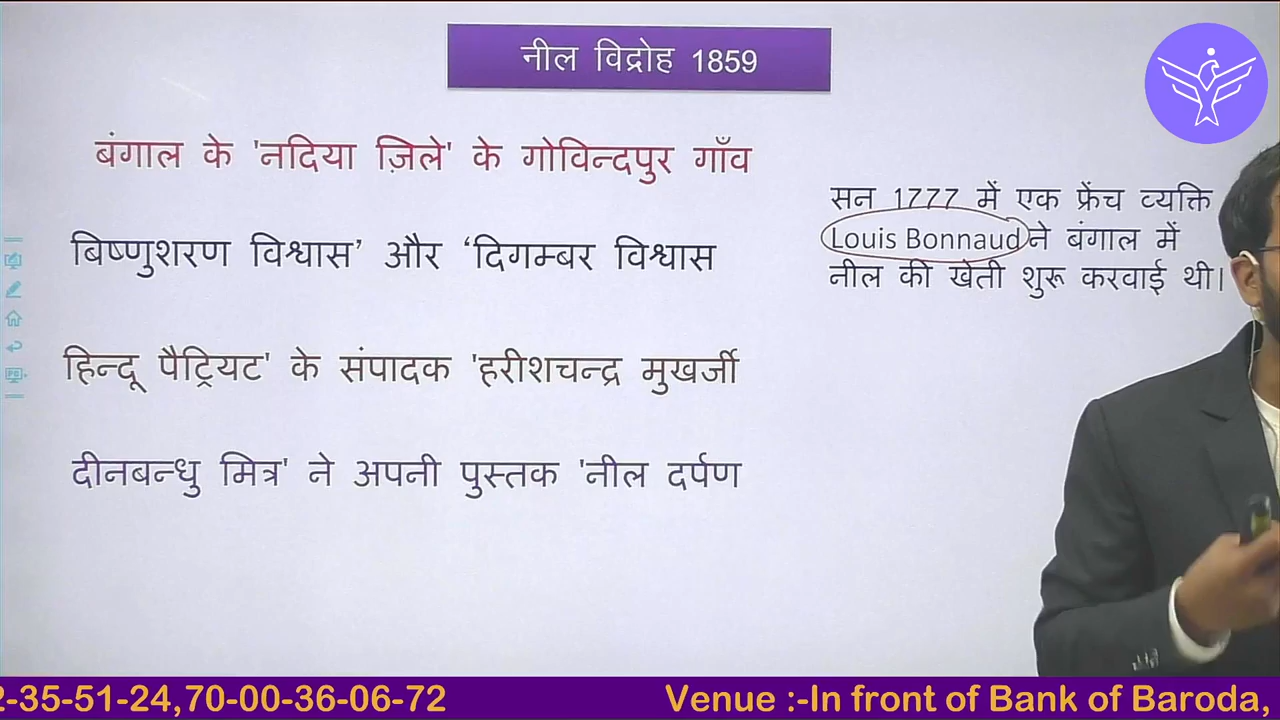 नील विद्रोह 1859
बंगाल के 'नदिया ज़िले' के गोविन्दपुर गाँव
सन 1777 में एक फ्रेंच व्यक्ति
Louis Bonnaud ने बंगाल में
नील की खेती शुरू करवाई थी।
बिष्णुशरण विश्वास’ और ‘दिगम्बर विश्वास
हिन्दू पैट्रियट' के संपादक 'हरीशचन्द्र मुखर्जी
दीनबन्धु मित्र' ने अपनी पुस्तक 'नील दर्पण
2-35-51-24,70-00-36-06-72
Venue :-In front of Bank of Baroda,